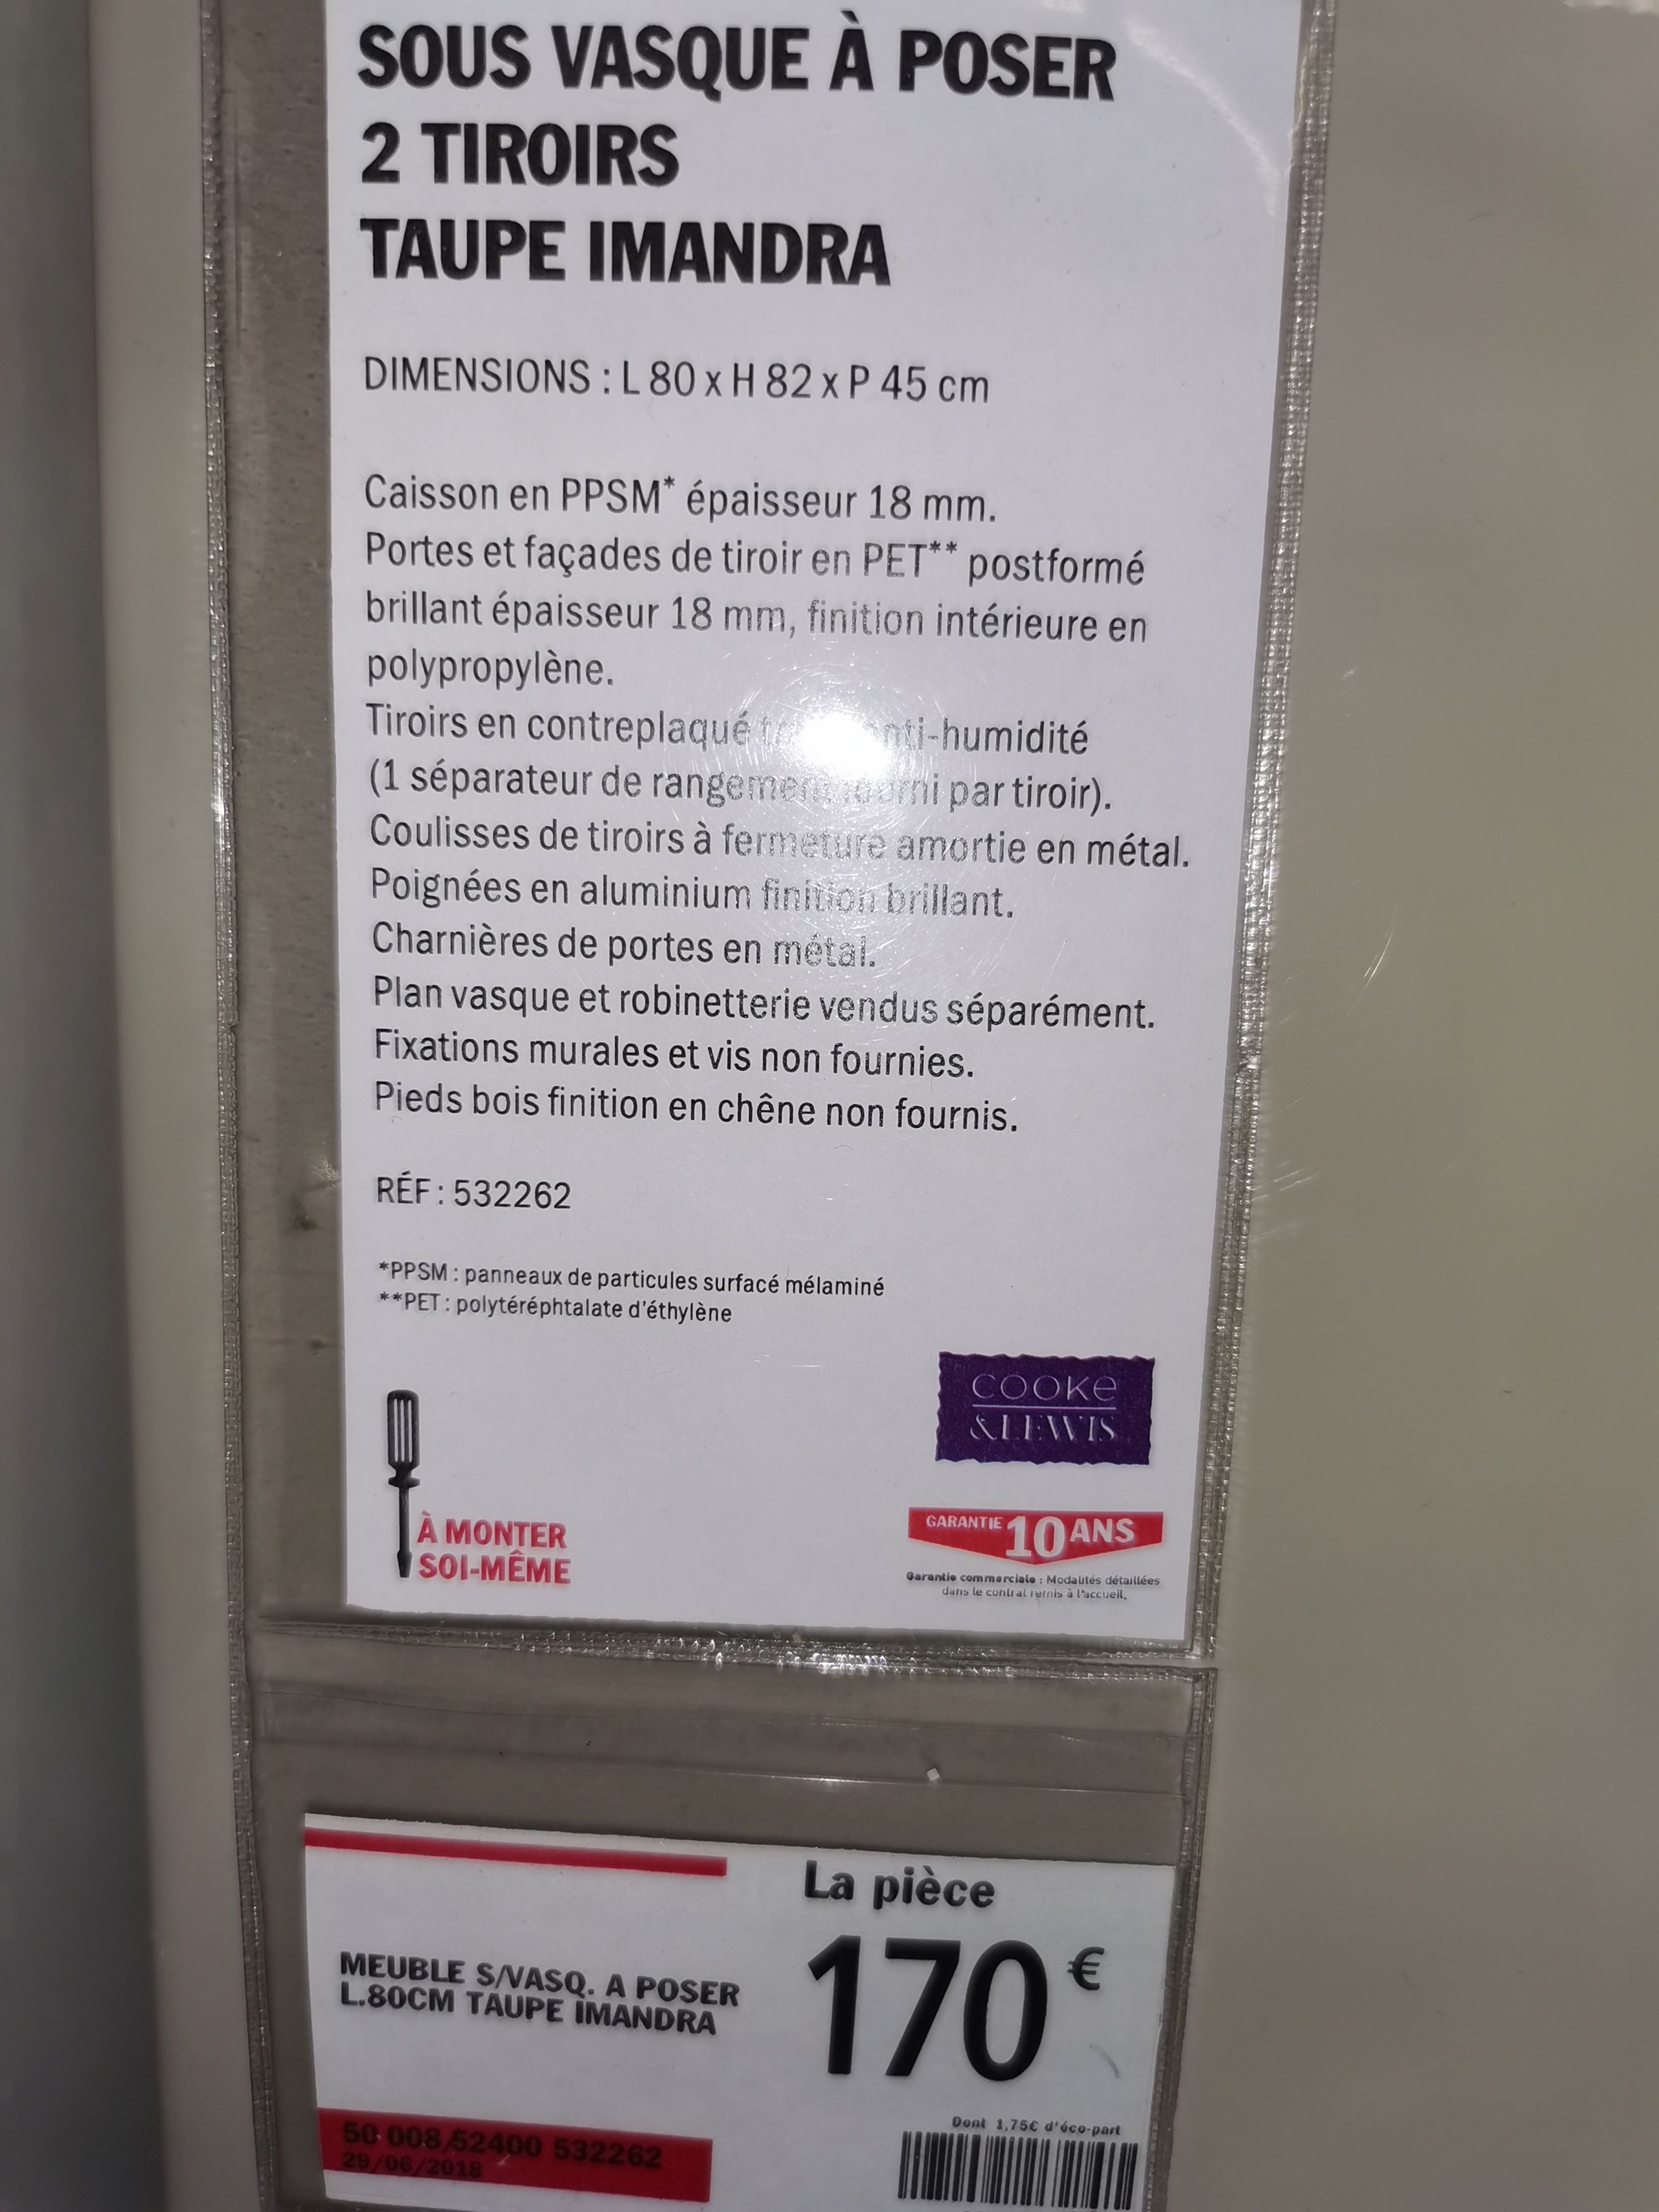 SOUS VASQUE À POSER
2 TIROIRS
TAUPE IMANDRA
DIMENSIONS : L 80 x H 82 x P 45 cm
Caisson en PPSM* épaisseur 18 mm.
Portes et façades de tiroir en PET** postformé
brillant épaisseur 18 mm, finition intérieure en
polypropylène.
Tiroirs en contreplaqué anti-humidité
(1 séparateur de rangement fourni par tiroir).
Coulisses de tiroirs à fermeture amortie en métal.
Poignées en aluminium finition brillant.
Charnières de portes en métal.
Plan vasque et robinetterie vendus séparément.
Fixations murales et vis non fournies.
Pieds bois finition en chêne non fournis.
RÉF : 532262
*PPSM : panneaux de particules surfacé mélaminé
**PET : polytéréphtalate d'éthylène
COOKE
&LEWIS
À MONTER
SOI-MÊME
GARANTIE 10 ANS
Garantie commerciale : Modalités détaillées
dans le contrat remis à l'accueil.
La pièce
170 €
MEUBLE S/VASQ. A POSER
L.80CM TAUPE IMANDRA
Dont 1,75€ d'éco-part
50 008/52400 532262
29/06/2018